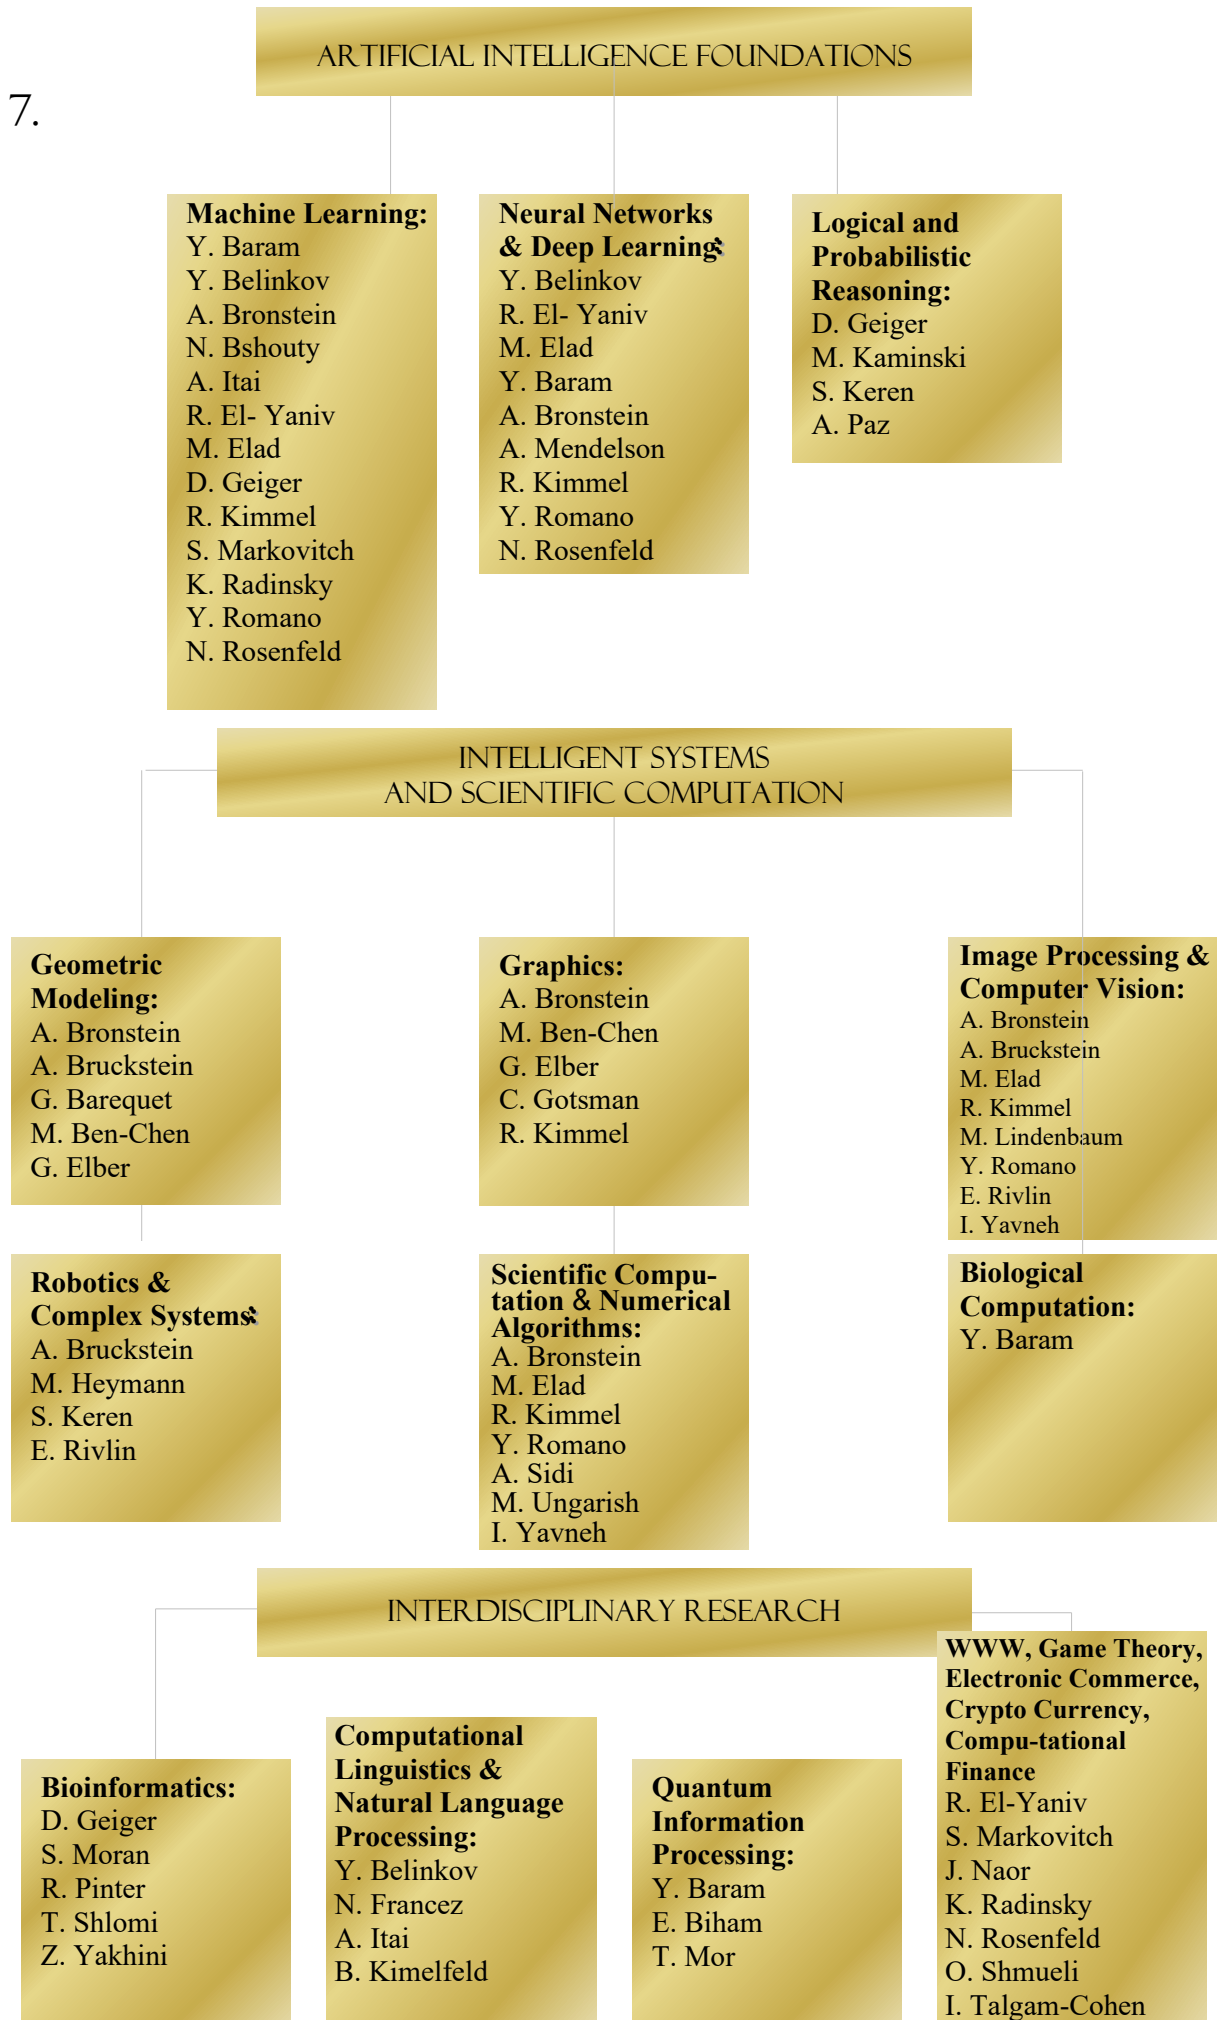 ARTIFICIAL INTELLIGENCE FOUNDATIONS
7.
Machine Learning:
Y. Baram
Y. Belinkov
A. Bronstein
N. Bshouty
A. Itai
R. El- Yaniv
M. Elad
D. Geiger
R. Kimmel
S. Markovitch
K. Radinsky
Y. Romano
N. Rosenfeld
Neural Networks
& Deep Learning:
Y. Belinkov
R. El- Yaniv
M. Elad
Y. Baram
A. Bronstein
A. Mendelson
R. Kimmel
Y. Romano
N. Rosenfeld
Logical and
Probabilistic
Reasoning:
D. Geiger
M. Kaminski
S. Keren
A. Paz
INTELLIGENT SYSTEMS
AND SCIENTIFIC COMPUTATION
Geometric
Modeling:
A. Bronstein
A. Bruckstein
G. Barequet
M. Ben-Chen
G. Elber
Graphics:
A. Bronstein
M. Ben-Chen
G. Elber
C. Gotsman
R. Kimmel
Image Processing &
Computer Vision:
A. Bronstein
A. Bruckstein
M. Elad
R. Kimmel
M. Lindenbaum
Y. Romano
E. Rivlin
I. Yavneh
Robotics &
Complex Systems:
A. Bruckstein
M. Heymann
S. Keren
E. Rivlin
Scientific Compu-
tation & Numerical
Algorithms:
A. Bronstein
M. Elad
R. Kimmel
Y. Romano
A. Sidi
M. Ungarish
I. Yavneh
Biological
Computation:
Y. Baram
INTERDISCIPLINARY RESEARCH
Bioinformatics:
D. Geiger
S. Moran
R. Pinter
T. Shlomi
Z. Yakhini
Computational
Linguistics &
Natural Language
Processing:
Y. Belinkov
N. Francez
A. Itai
B. Kimelfeld
Quantum
Information
Processing:
Y. Baram
E. Biham
T. Mor
WWW, Game Theory,
Electronic Commerce,
Crypto Currency,
Compu-tational
Finance
R. El-Yaniv
S. Markovitch
J. Naor
K. Radinsky
N. Rosenfeld
O. Shmueli
I. Talgam-Cohen